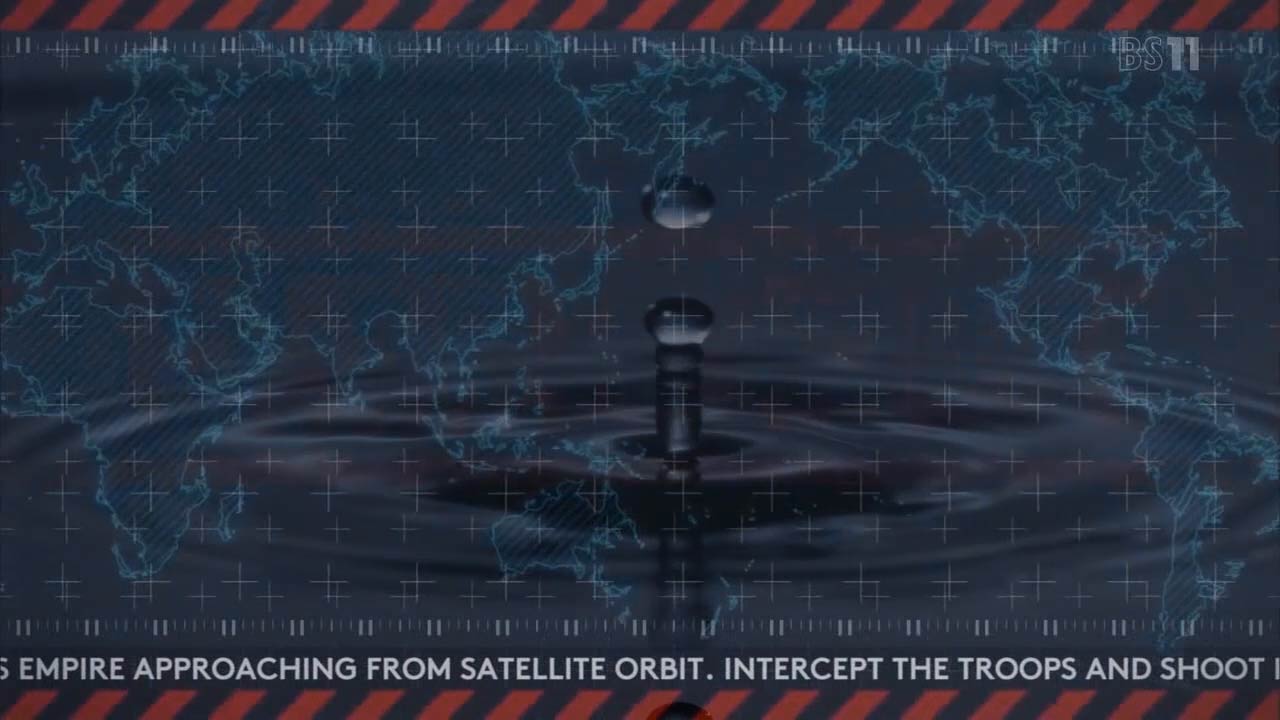 BS11
EMPIRE APPROACHING FROM SATELLITE ORBIT. INTERCEPT THE TROOPS AND SHOOT